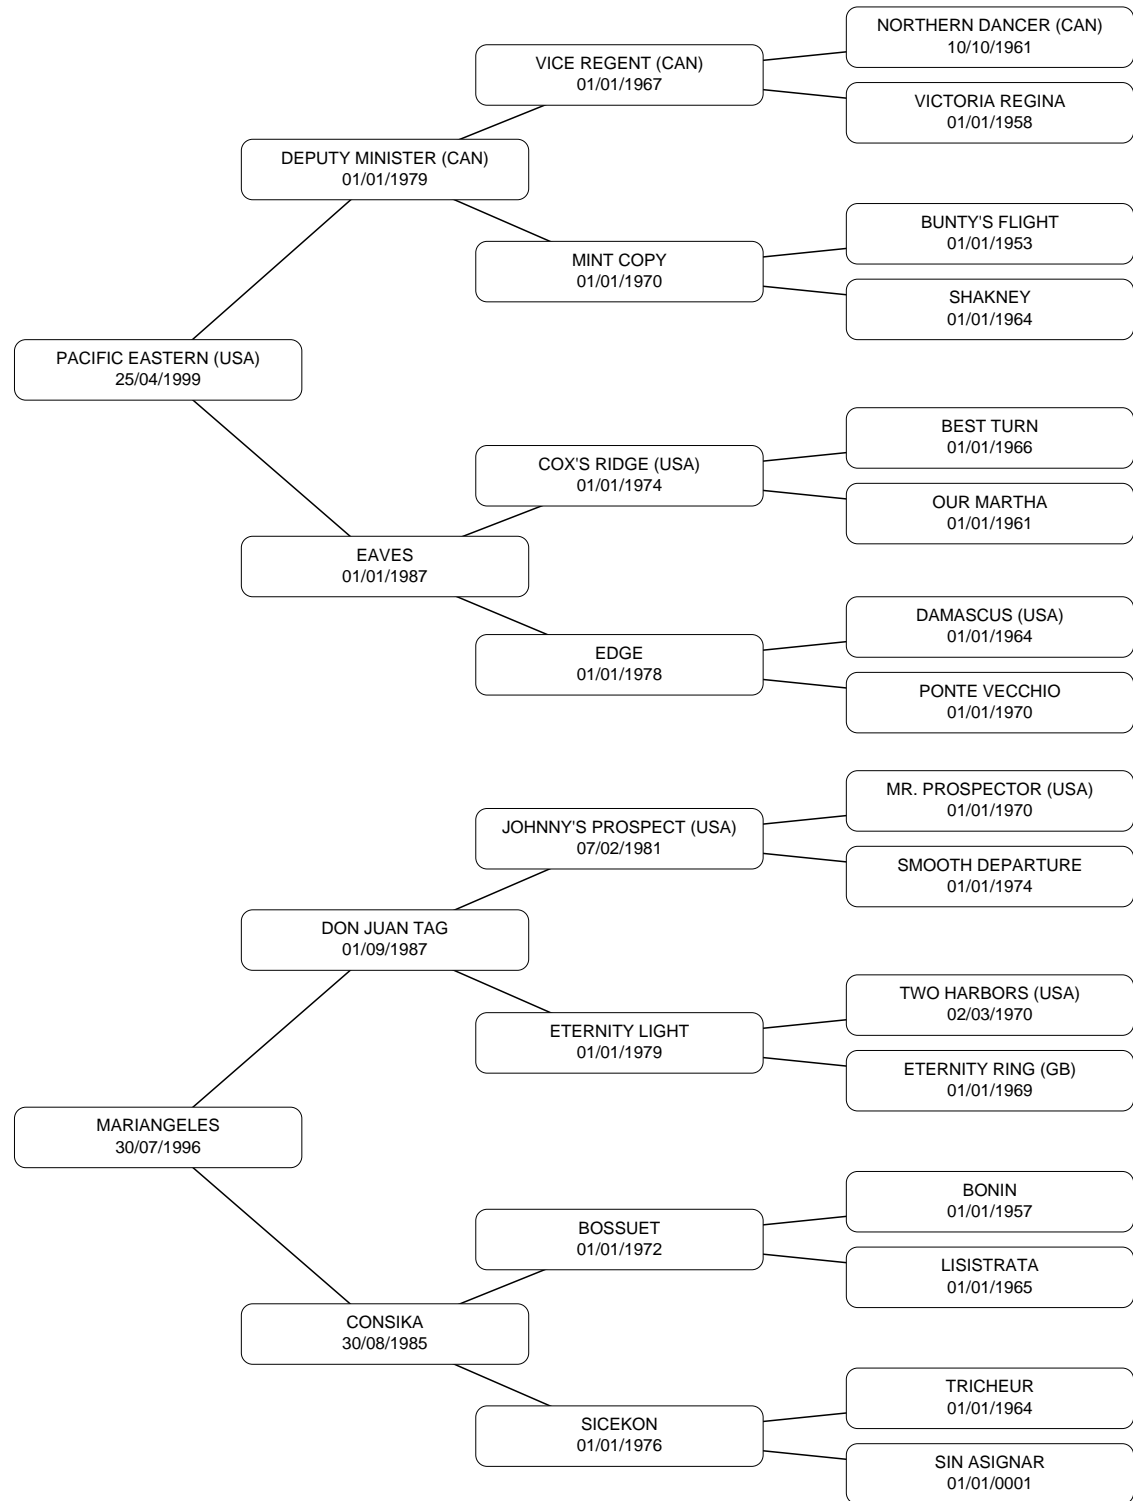 NORTHERN DANCER (CAN)
10/10/1961
VICE REGENT (CAN)
01/01/1967
VICTORIA REGINA
01/01/1958
DEPUTY MINISTER (CAN)
01/01/1979
BUNTY'S FLIGHT
01/01/1953
MINT COPY
01/01/1970
SHAKNEY
01/01/1964
PACIFIC EASTERN (USA)
25/04/1999
BEST TURN
01/01/1966
COX'S RIDGE (USA)
01/01/1974
OUR MARTHA
01/01/1961
EAVES
01/01/1987
DAMASCUS (USA)
01/01/1964
EDGE
01/01/1978
PONTE VECCHIO
01/01/1970
MR. PROSPECTOR (USA)
01/01/1970
JOHNNY'S PROSPECT (USA)
07/02/1981
SMOOTH DEPARTURE
01/01/1974
DON JUAN TAG
01/09/1987
TWO HARBORS (USA)
02/03/1970
ETERNITY LIGHT
01/01/1979
ETERNITY RING (GB)
01/01/1969
MARIANGELES
30/07/1996
BONIN
01/01/1957
BOSSUET
01/01/1972
LISISTRATA
01/01/1965
CONSIKA
30/08/1985
TRICHEUR
01/01/1964
SICEKON
01/01/1976
SIN ASIGNAR
01/01/0001